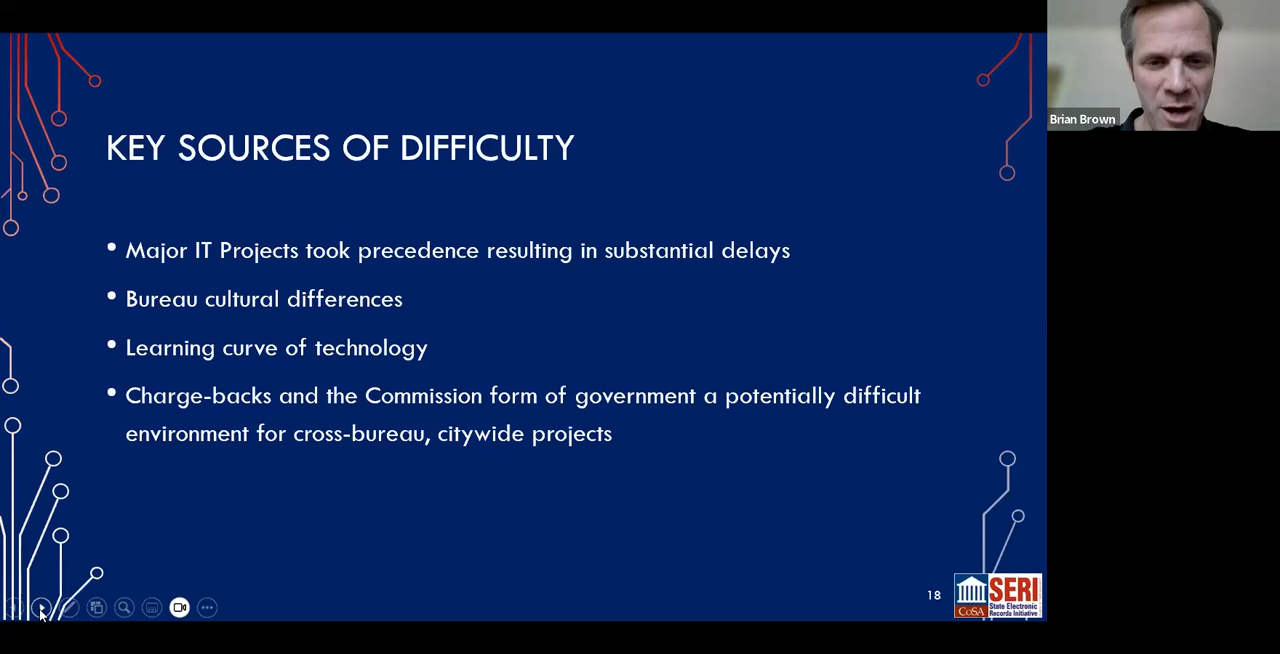 Brian Brown
KEY SOURCES OF DIFFICULTY
• Major IT Projects took precedence resulting in substantial delays
• Bureau cultural differences
• Learning curve of technology
• Charge-backs and the Commission form of government a potentially difficult
environment for cross-bureau, citywide projects
18
SERI
CoSA
State Electronic
Records Initiative